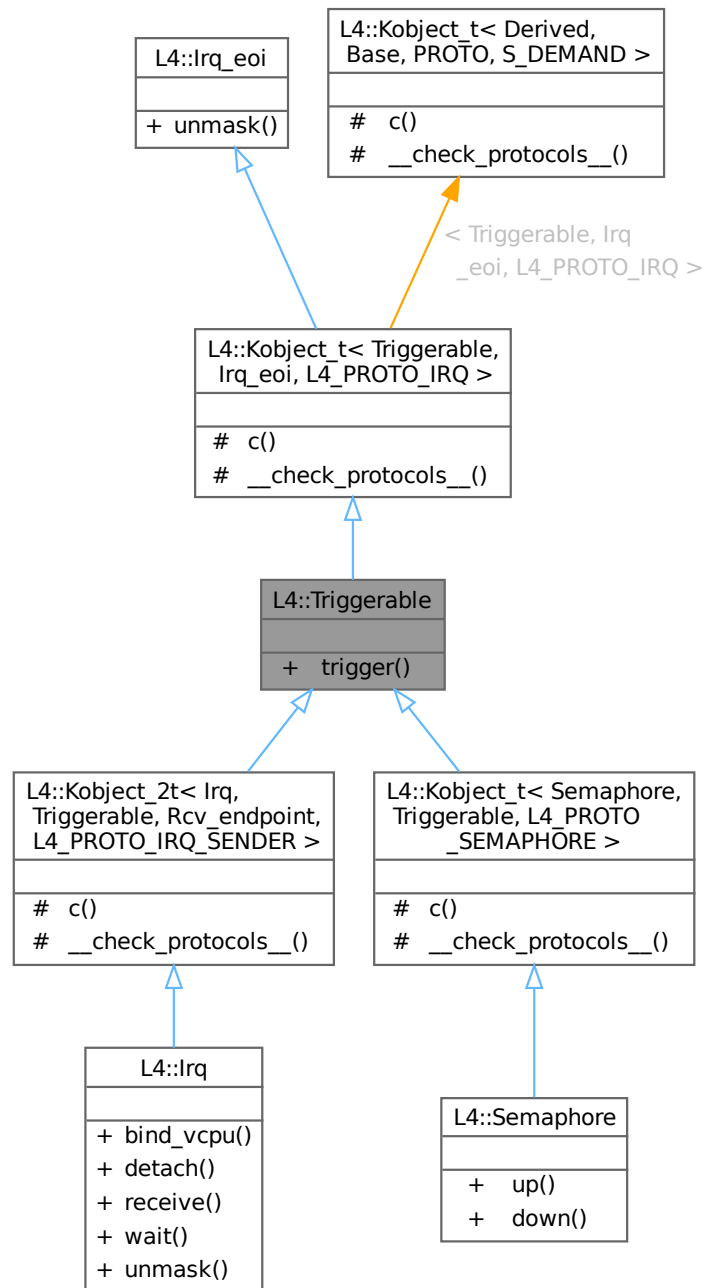 L4::Irq_eoi
+ unmask()
L4::Kobject_t< Derived,
Base, PROTO, S_DEMAND >
# c()
# __check_protocols__()
< Triggerable, Irq
_eoi, L4_PROTO_IRQ >
L4::Kobject_t< Triggerable,
Irq_eoi, L4_PROTO_IRQ >
# c()
# __check_protocols__()
L4::Triggerable
+ trigger()
L4::Kobject_2t< Irq,
Triggerable, Rcv_endpoint,
L4_PROTO_IRQ_SENDER >
# c()
# __check_protocols__()
L4::Kobject_t< Semaphore,
Triggerable, L4_PROTO
_SEMAPHORE >
# c()
# __check_protocols__()
L4::Irq
+ bind_vcpu()
+ detach()
+ receive()
+ wait()
+ unmask()
L4::Semaphore
+ up()
+ down()